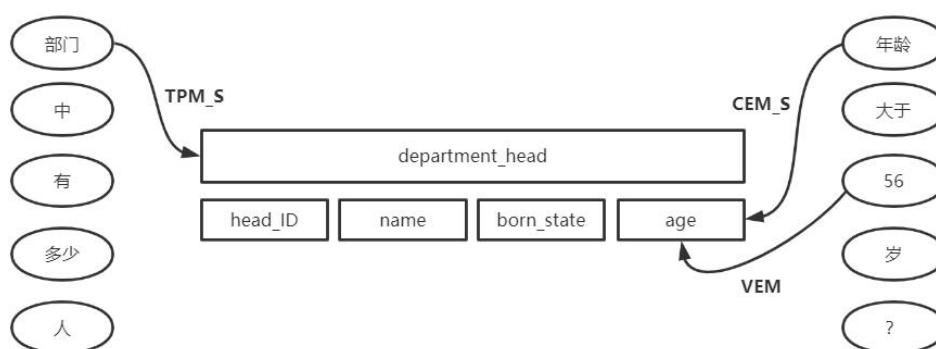 部门
中
有
多少
人
TPM_S
department_head
head_ID
name
born_state
age
CEM_S
VEM
年龄
大于
56
岁
?